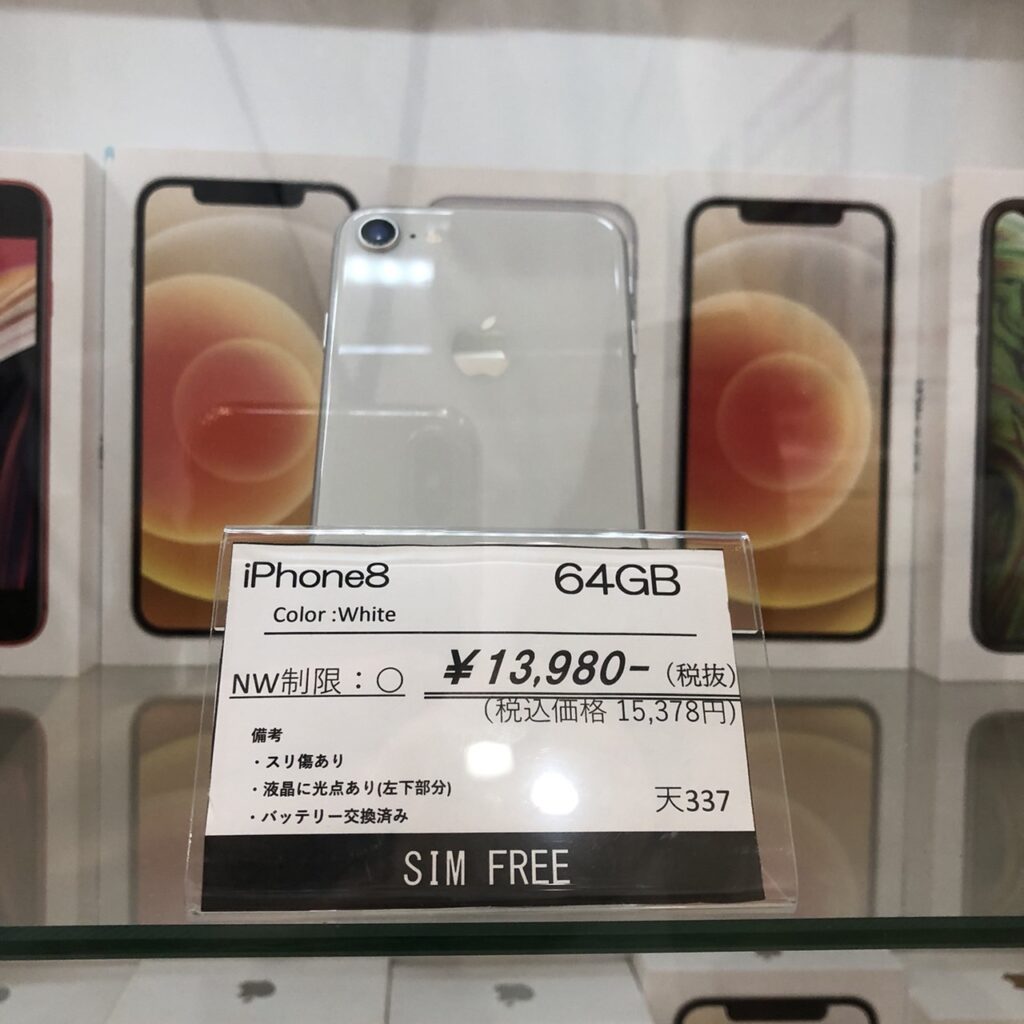 iPhone8 64GB
Color :White
NW制限：○ ¥13,980-（税抜）
（税込価格 15,378円）
備考
・スリ傷あり
・液晶に光点あり(左下部分)
・バッテリー交換済み
天337
SIM FREE